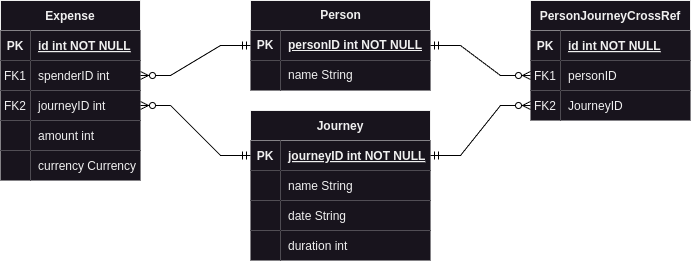 Expense
PK id int NOT NULL
FK1 spenderID int
FK2 journeyID int
amount int
currency Currency
Person
PK personID int NOT NULL
name String
Journey
PK journeyID int NOT NULL
name String
date String
duration int
PersonJourneyCrossRef
PK id int NOT NULL
FK1 personID
FK2 JourneyID